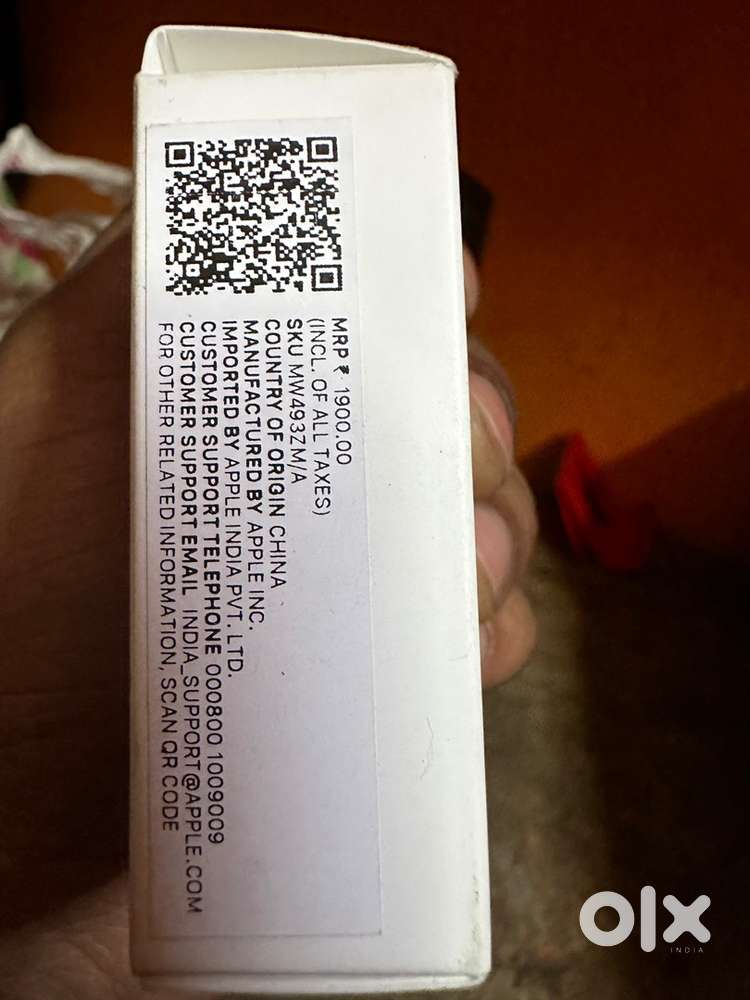 MRP ₹ 1900.00
(INCL. OF ALL TAXES)
SKU MW493ZM/A
COUNTRY OF ORIGIN CHINA
MANUFACTURED BY APPLE INC.
IMPORTED BY APPLE INDIA PVT. LTD.
CUSTOMER SUPPORT TELEPHONE 000800 1009009
CUSTOMER SUPPORT EMAIL INDIA_SUPPORT@APPLE.COM
FOR OTHER RELATED INFORMATION, SCAN QR CODE
olx
INDIA